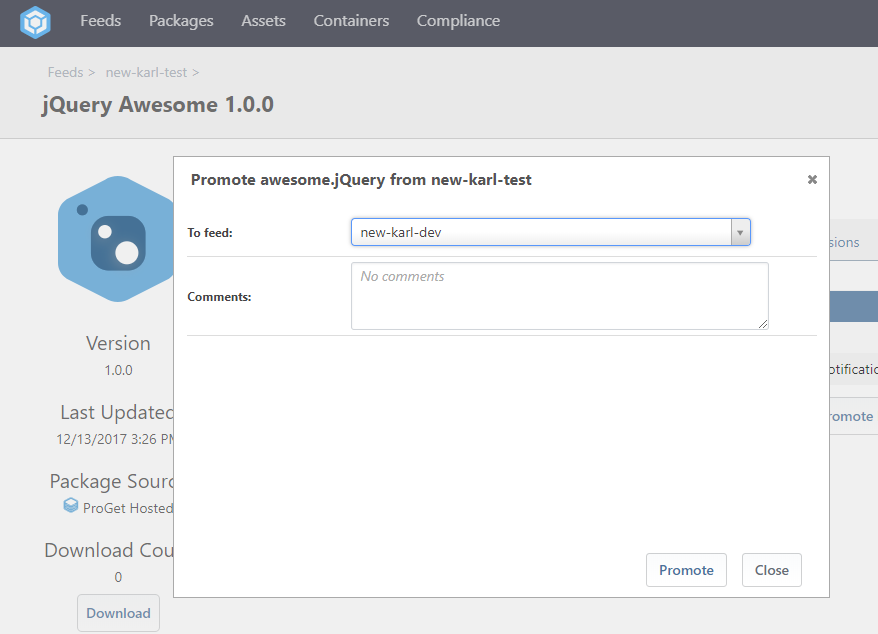 Feeds Packages Assets Containers Compliance
Feeds > new-karl-test >
jQuery Awesome 1.0.0
Promote awesome.jQuery from new-karl-test
To feed: new-karl-dev
Comments: No comments
Promote Close
Version
1.0.0
Last Updated
12/13/2017 3:26 PM
Package Sourc
ProGet Hosted
Download Cou
0
Download
sions
otificatio
romote